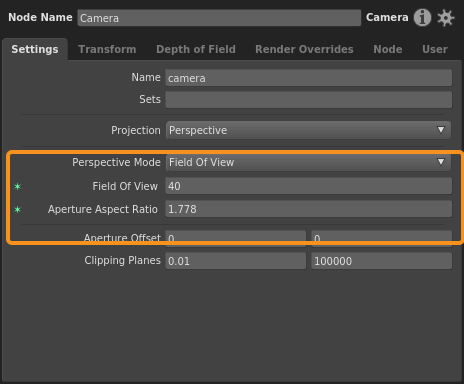 Node Name Camera Camera
Settings Transform Depth of Field Render Overrides Node User
Name camera
Sets
Projection Perspective
Perspective Mode Field Of View
Field Of View 40
Aperture Aspect Ratio 1.778
Aperture Offset 0 0
Clipping Planes 0.01 100000